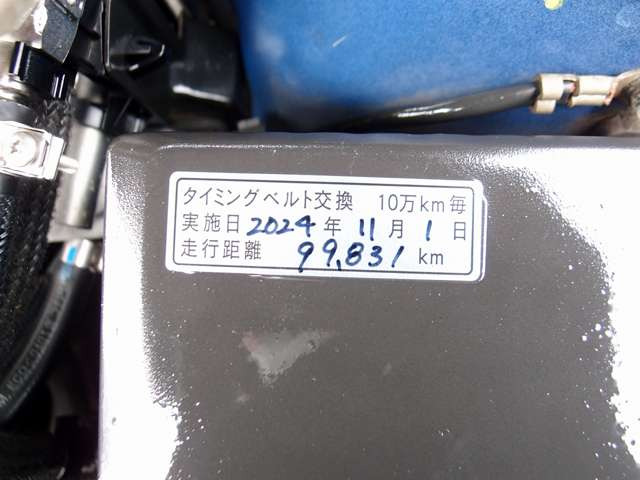 タイミングベルト交換 10万km毎
実施日 2024年 11月 1日
走行距離 99,831 km